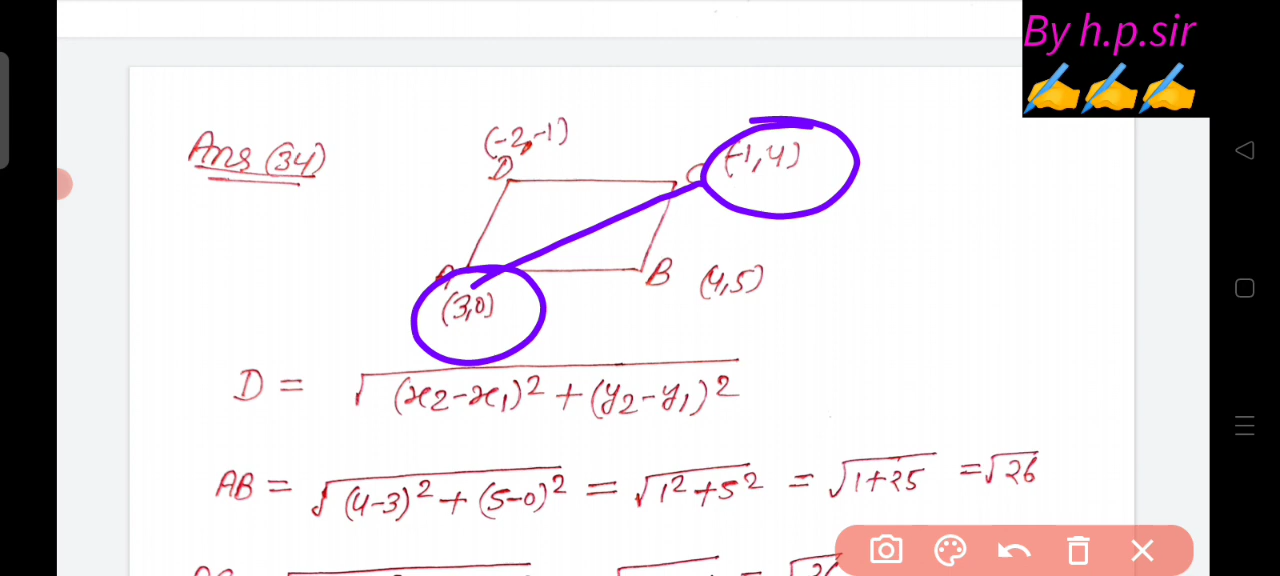 By h.p.sir
✍✍✍
Ans (34)
(-2,-1)
D
C (-1,4)
A
B (4,5)
(3,0)
D = √(x₂-x₁)² + (y₂-y₁)²
AB = √(4-3)² + (5-0)² = √1² + 5² = √1+25 = √26